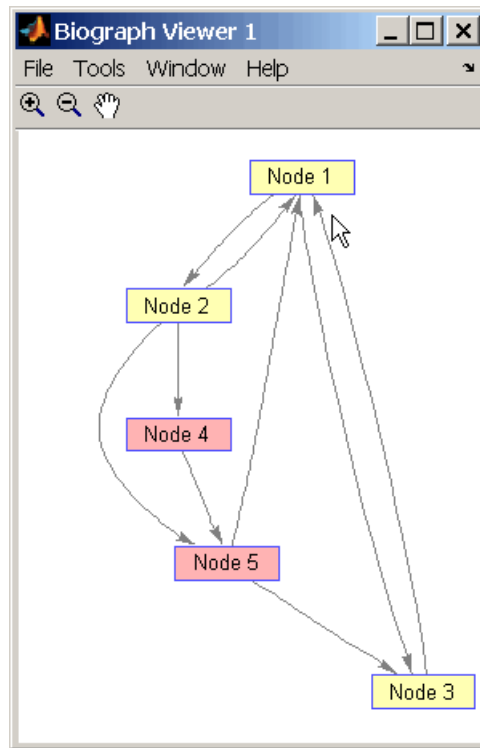 Biograph Viewer 1
File Tools Window Help
Node 1
Node 2
Node 4
Node 5
Node 3